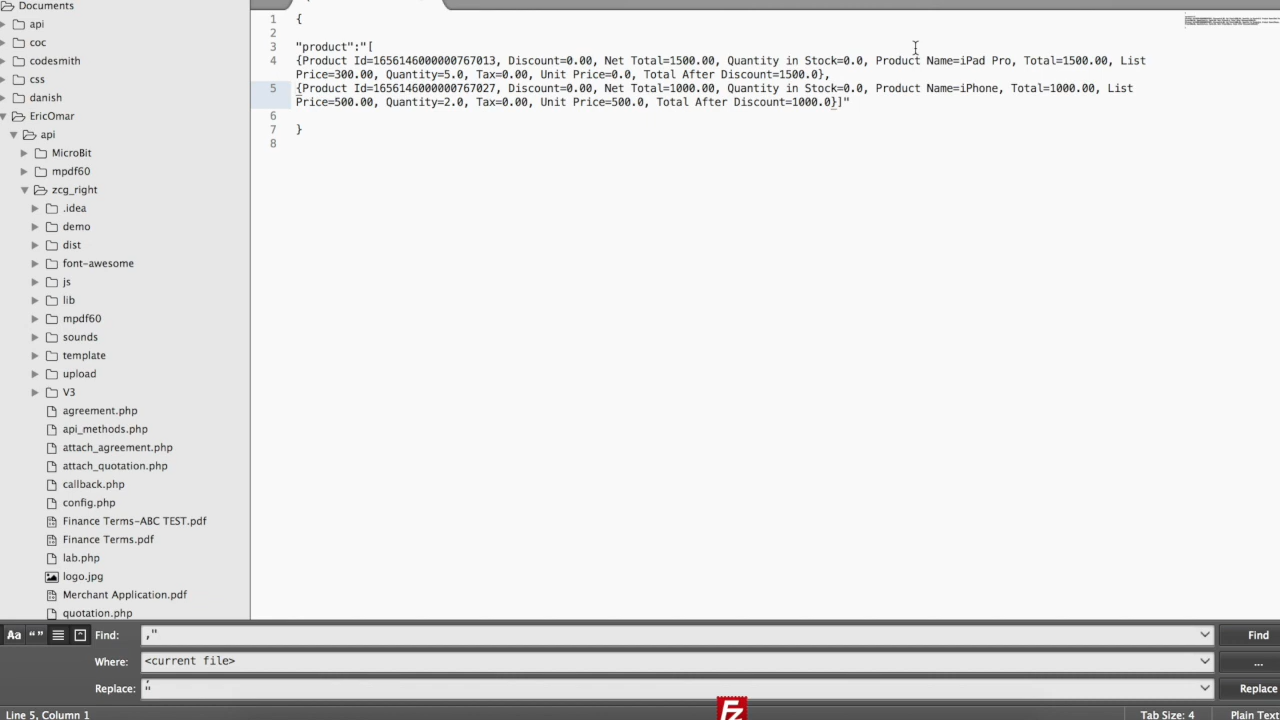 Documents
api
coc
codesmith
css
danish
EricOmar
api
MicroBit
mpdf60
zcg_right
.idea
demo
dist
font-awesome
js
lib
mpdf60
sounds
template
upload
V3
agreement.php
api_methods.php
attach_agreement.php
attach_quotation.php
callback.php
config.php
Finance Terms-ABC TEST.pdf
Finance Terms.pdf
lab.php
logo.jpg
Merchant Application.pdf
quotation.php
1 {
2
3 "product":"[
4 {Product Id=1656146000000767013, Discount=0.00, Net Total=1500.00, Quantity in Stock=0.0, Product Name=iPad Pro, Total=1500.00, List
Price=300.00, Quantity=5.0, Tax=0.00, Unit Price=0.0, Total After Discount=1500.0},
5 {Product Id=1656146000000767027, Discount=0.00, Net Total=1000.00, Quantity in Stock=0.0, Product Name=iPhone, Total=1000.00, List
Price=500.00, Quantity=2.0, Tax=0.00, Unit Price=500.0, Total After Discount=1000.0}]"
6
7 }
8
Aa “” Find: ," Find
Where: <current file> ...
Replace: " Replace
Fz
Line 5, Column 1 Tab Size: 4 Plain Text